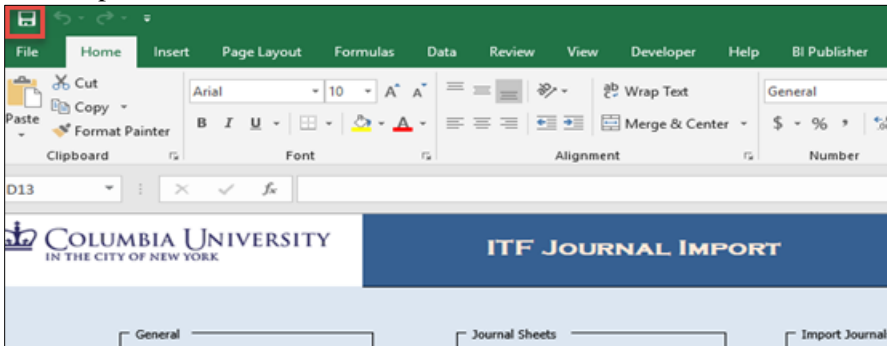 File Home Insert Page Layout Formulas Data Review View Developer Help BI Publisher
Cut
Arial 10 A A Wrap Text General
Copy
Paste
Format Painter B I U A Merge & Center $ % ,
Clipboard Font Alignment Number
D13 fx
COLUMBIA UNIVERSITY
IN THE CITY OF NEW YORK
ITF JOURNAL IMPORT
General Journal Sheets Import Journal